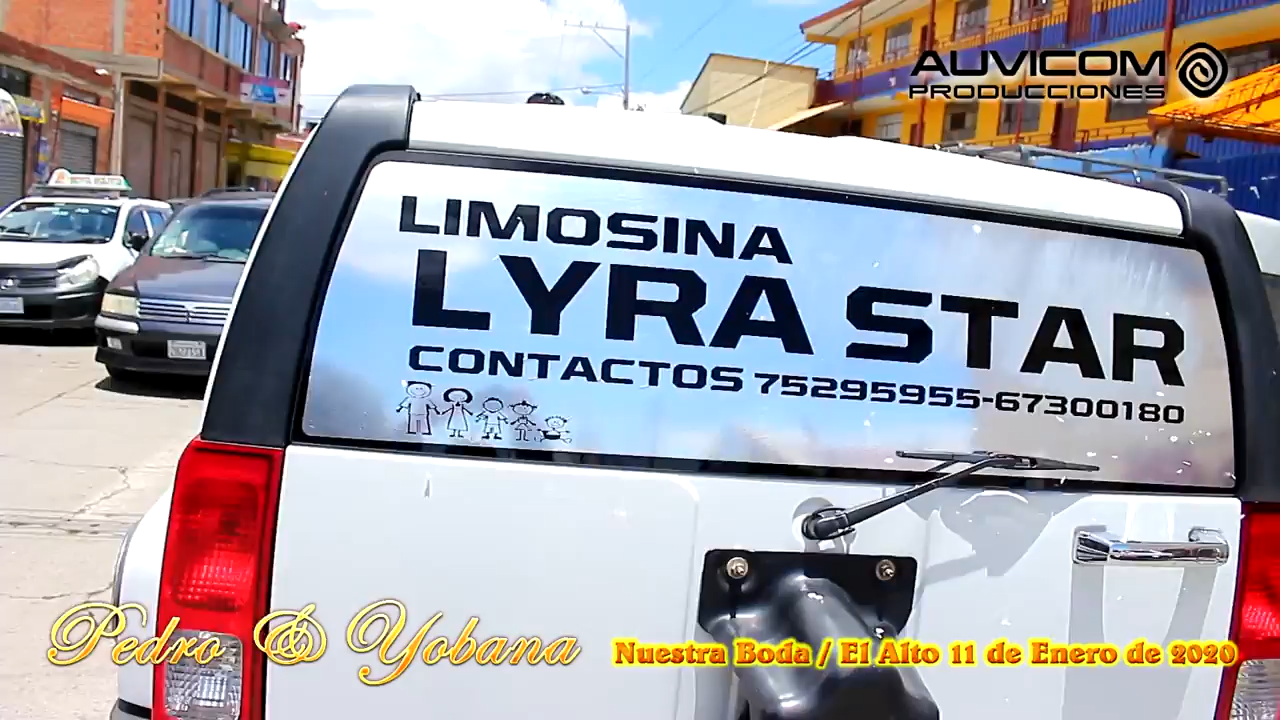 AUVICOM
PRODUCCIONES
LIMOSINA
LYRA STAR
CONTACTOS 75295955-67300180
Pedro & Yobana
Nuestra Boda / El Alto 11 de Enero de 2020